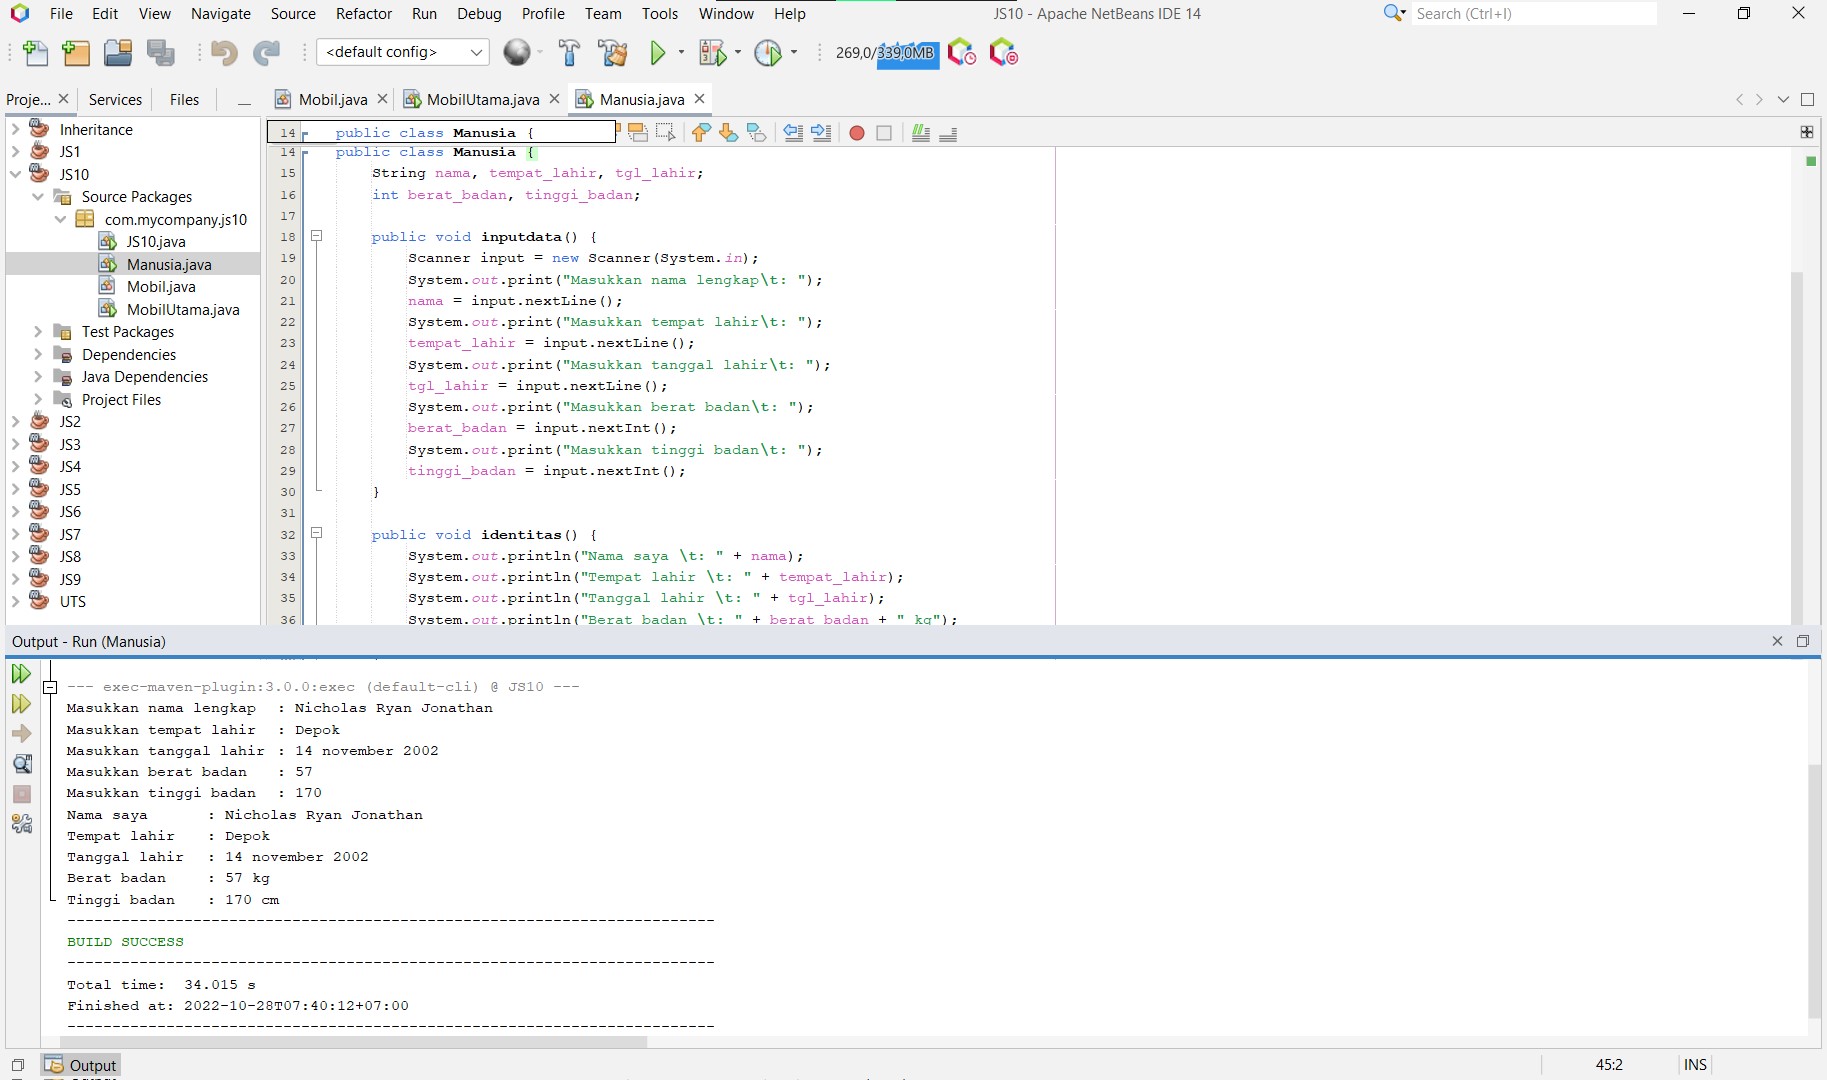 File Edit View Navigate Source Refactor Run Debug Profile Team Tools Window Help JS10 - Apache NetBeans IDE 14 Search (Ctrl+I)
<default config> 269,0/339,0MB
Proje... Services Files Mobil.java MobilUtama.java Manusia.java
Inheritance
JS1
JS10
Source Packages
com.mycompany.js10
JS10.java
Manusia.java
Mobil.java
MobilUtama.java
Test Packages
Dependencies
Java Dependencies
Project Files
JS2
JS3
JS4
JS5
JS6
JS7
JS8
JS9
UTS
14 public class Manusia {
14 public class Manusia {
15 String nama, tempat_lahir, tgl_lahir;
16 int berat_badan, tinggi_badan;
17
18 public void inputdata() {
19 Scanner input = new Scanner(System.in);
20 System.out.print("Masukkan nama lengkap\t: ");
21 nama = input.nextLine();
22 System.out.print("Masukkan tempat lahir\t: ");
23 tempat_lahir = input.nextLine();
24 System.out.print("Masukkan tanggal lahir\t: ");
25 tgl_lahir = input.nextLine();
26 System.out.print("Masukkan berat badan\t: ");
27 berat_badan = input.nextInt();
28 System.out.print("Masukkan tinggi badan\t: ");
29 tinggi_badan = input.nextInt();
30 }
31
32 public void identitas() {
33 System.out.println("Nama saya \t: " + nama);
34 System.out.println("Tempat lahir \t: " + tempat_lahir);
35 System.out.println("Tanggal lahir \t: " + tgl_lahir);
36 System.out.println("Berat badan \t: " + berat_badan + " kg");
Output - Run (Manusia)
--- exec-maven-plugin:3.0.0:exec (default-cli) @ JS10 ---
Masukkan nama lengkap : Nicholas Ryan Jonathan
Masukkan tempat lahir : Depok
Masukkan tanggal lahir : 14 november 2002
Masukkan berat badan : 57
Masukkan tinggi badan : 170
Nama saya : Nicholas Ryan Jonathan
Tempat lahir : Depok
Tanggal lahir : 14 november 2002
Berat badan : 57 kg
Tinggi badan : 170 cm
------------------------------------------------------------------------
BUILD SUCCESS
------------------------------------------------------------------------
Total time: 34.015 s
Finished at: 2022-10-28T07:40:12+07:00
------------------------------------------------------------------------
Output 45:2 INS